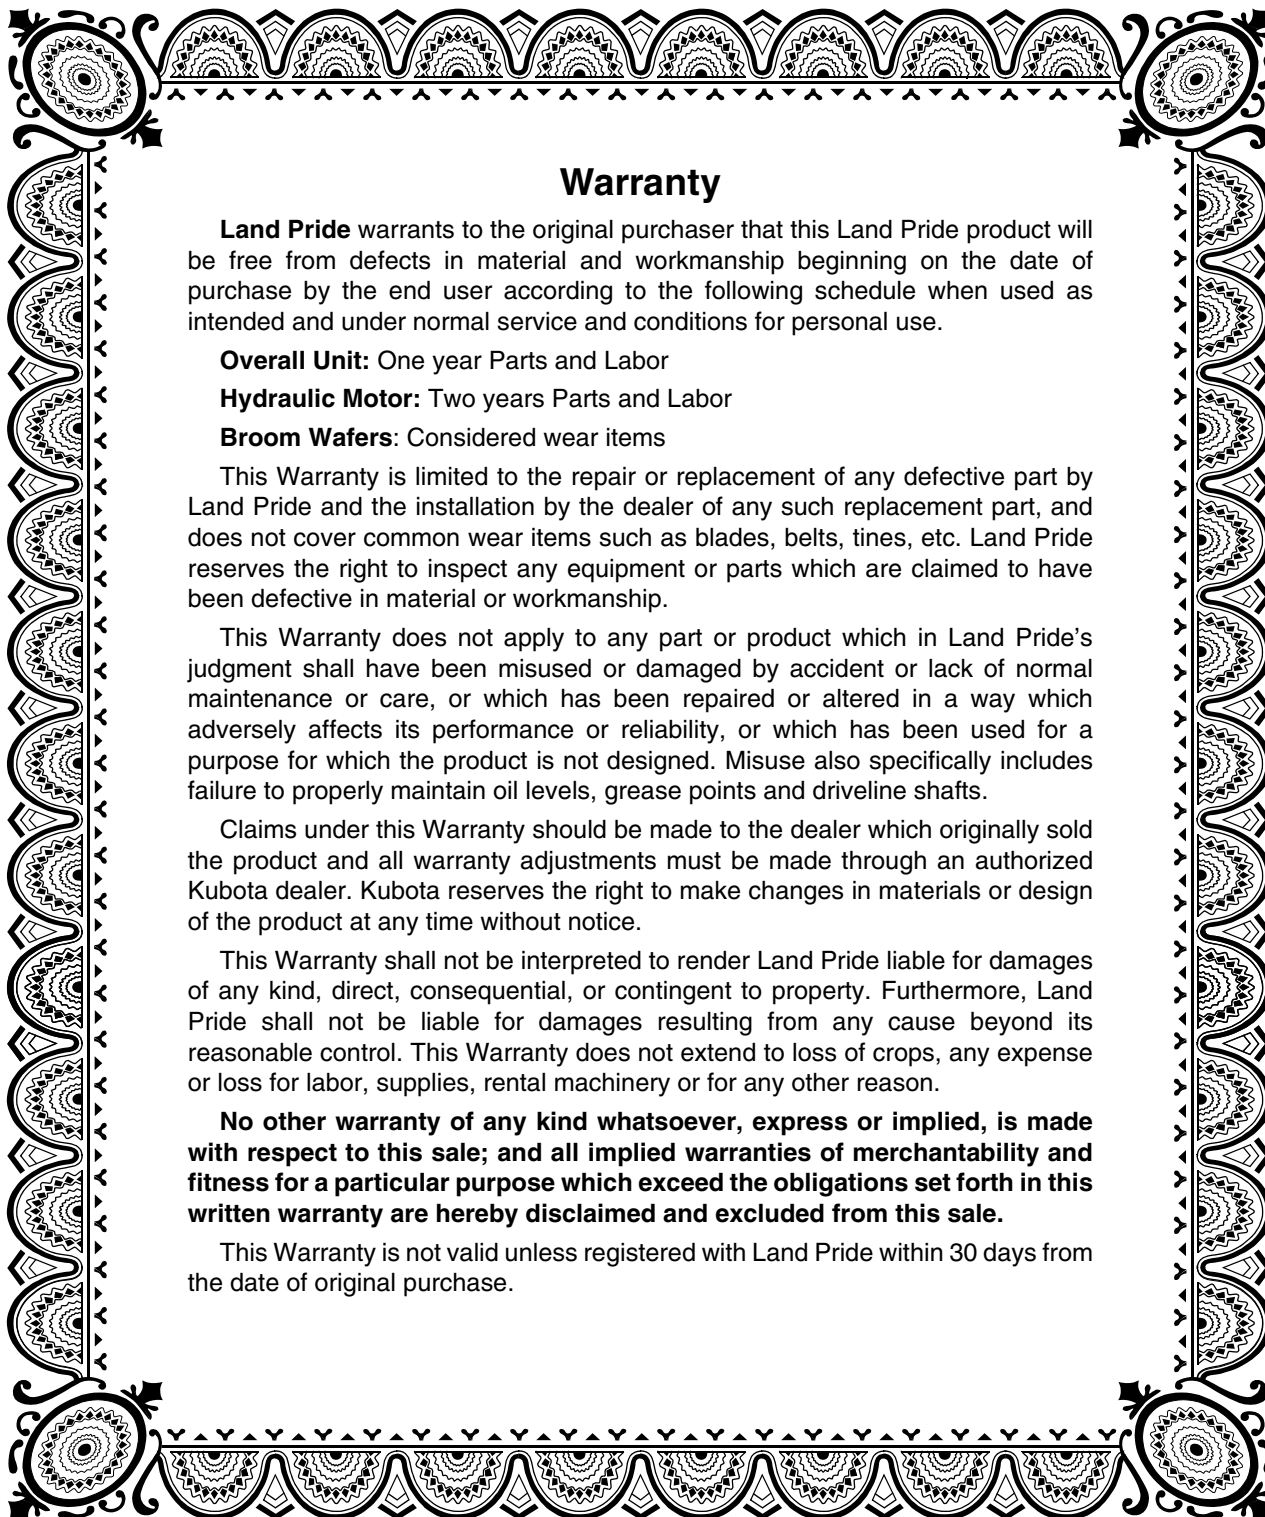 Warranty
Land Pride warrants to the original purchaser that this Land Pride product will
be free from defects in material and workmanship beginning on the date of
purchase by the end user according to the following schedule when used as
intended and under normal service and conditions for personal use.
Overall Unit: One year Parts and Labor
Hydraulic Motor: Two years Parts and Labor
Broom Wafers: Considered wear items
This Warranty is limited to the repair or replacement of any defective part by
Land Pride and the installation by the dealer of any such replacement part, and
does not cover common wear items such as blades, belts, tines, etc. Land Pride
reserves the right to inspect any equipment or parts which are claimed to have
been defective in material or workmanship.
This Warranty does not apply to any part or product which in Land Pride’s
judgment shall have been misused or damaged by accident or lack of normal
maintenance or care, or which has been repaired or altered in a way which
adversely affects its performance or reliability, or which has been used for a
purpose for which the product is not designed. Misuse also specifically includes
failure to properly maintain oil levels, grease points and driveline shafts.
Claims under this Warranty should be made to the dealer which originally sold
the product and all warranty adjustments must be made through an authorized
Kubota dealer. Kubota reserves the right to make changes in materials or design
of the product at any time without notice.
This Warranty shall not be interpreted to render Land Pride liable for damages
of any kind, direct, consequential, or contingent to property. Furthermore, Land
Pride shall not be liable for damages resulting from any cause beyond its
reasonable control. This Warranty does not extend to loss of crops, any expense
or loss for labor, supplies, rental machinery or for any other reason.
No other warranty of any kind whatsoever, express or implied, is made
with respect to this sale; and all implied warranties of merchantability and
fitness for a particular purpose which exceed the obligations set forth in this
written warranty are hereby disclaimed and excluded from this sale.
This Warranty is not valid unless registered with Land Pride within 30 days from
the date of original purchase.